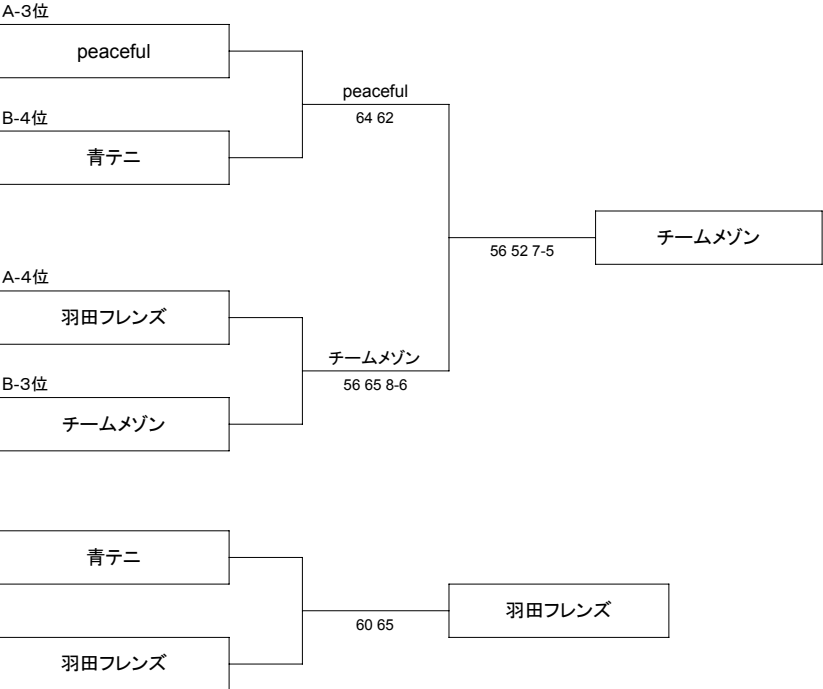 A-3位
peaceful
peaceful
64 62
B-4位
青テニ
56 52 7-5
チームメゾン
A-4位
羽田フレンズ
チームメゾン
56 65 8-6
B-3位
チームメゾン
青テニ
60 65
羽田フレンズ
羽田フレンズ